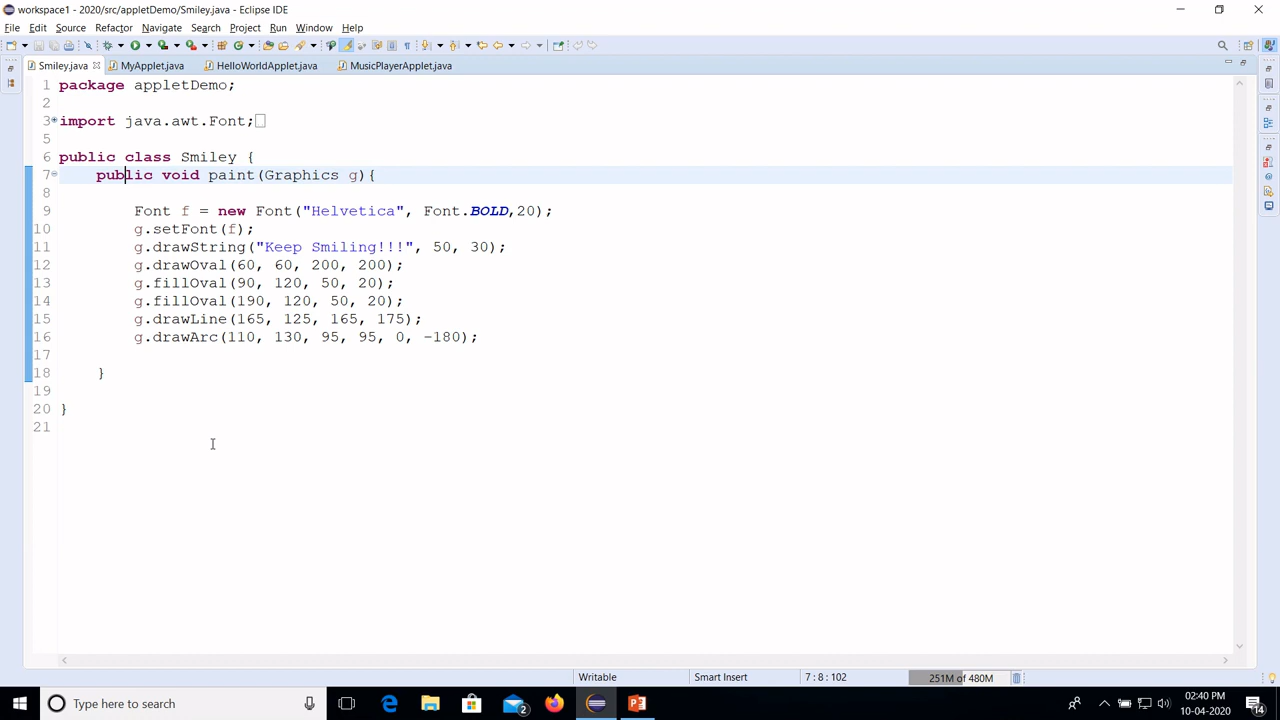 workspace1 - 2020/src/appletDemo/Smiley.java - Eclipse IDE
File Edit Source Refactor Navigate Search Project Run Window Help
Smiley.java MyApplet.java HelloWorldApplet.java MusicPlayerApplet.java
1 package appletDemo;
2
3 import java.awt.Font;
5
6 public class Smiley {
7 public void paint(Graphics g){
8
9 Font f = new Font("Helvetica", Font.BOLD,20);
10 g.setFont(f);
11 g.drawString("Keep Smiling!!!", 50, 30);
12 g.drawOval(60, 60, 200, 200);
13 g.fillOval(90, 120, 50, 20);
14 g.fillOval(190, 120, 50, 20);
15 g.drawLine(165, 125, 165, 175);
16 g.drawArc(110, 130, 95, 95, 0, -180);
17
18 }
19
20 }
21
Writable Smart Insert 7 : 8 : 102 251M of 480M
Type here to search 2 02:40 PM
10-04-2020 4